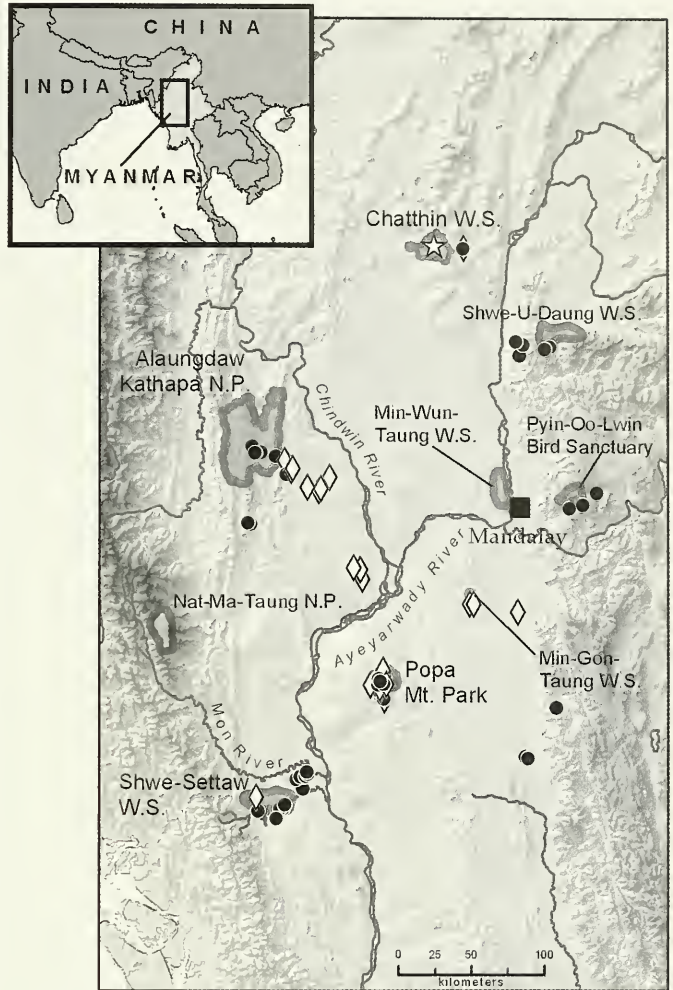 CHINA
INDIA
MYANMAR
Chatthin W.S.
Shwe-U-Daung W.S.
Alaungdaw
Kathapa N.P.
Chindwin River
Min-Wun-
Taung W.S.
Pyin-Oo-Lwin
Bird Sanctuary
Mandalay
Ayeyarwady River
Nat-Ma-Taung N.P.
Min-Gon-
Taung W.S.
Popa
Mt. Park
Mon River
Shwe-Settaw
W.S.
0 25 50 100
kilometers